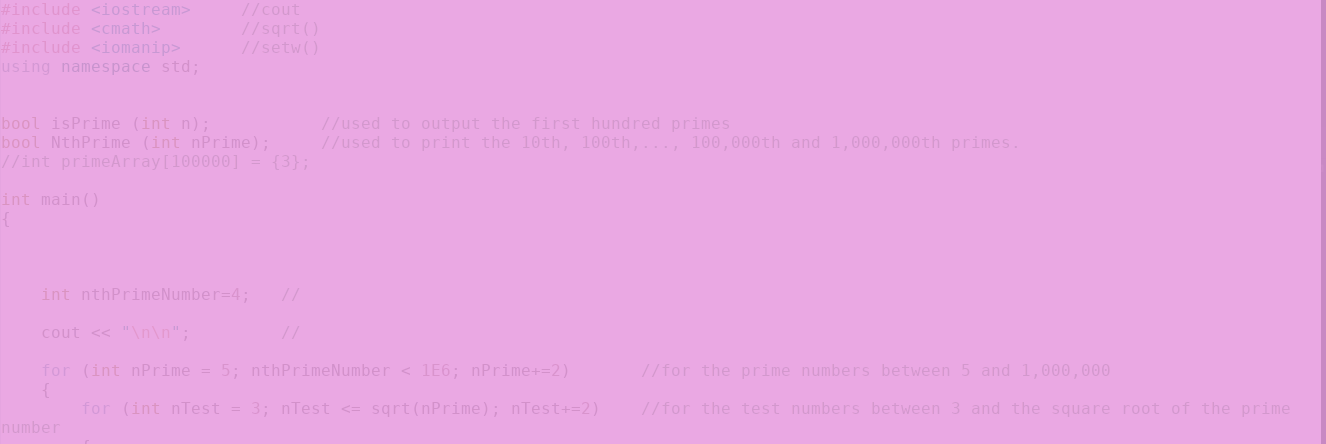 #include <iostream>     //cout
#include <cmath>        //sqrt()
#include <iomanip>      //setw()
using namespace std;
bool isPrime (int n);           //used to output the first hundred primes
bool NthPrime (int nPrime);     //used to print the 10th, 100th,..., 100,000th and 1,000,000th primes.
//int primeArray[100000] = {3};
int main()
{
    int nthPrimeNumber=4;   //
    cout << "\n\n";         //
    for (int nPrime = 5; nthPrimeNumber < 1E6; nPrime+=2)       //for the prime numbers between 5 and 1,000,000
    {
        for (int nTest = 3; nTest <= sqrt(nPrime); nTest+=2)    //for the test numbers between 3 and the square root of the prime
number
        {